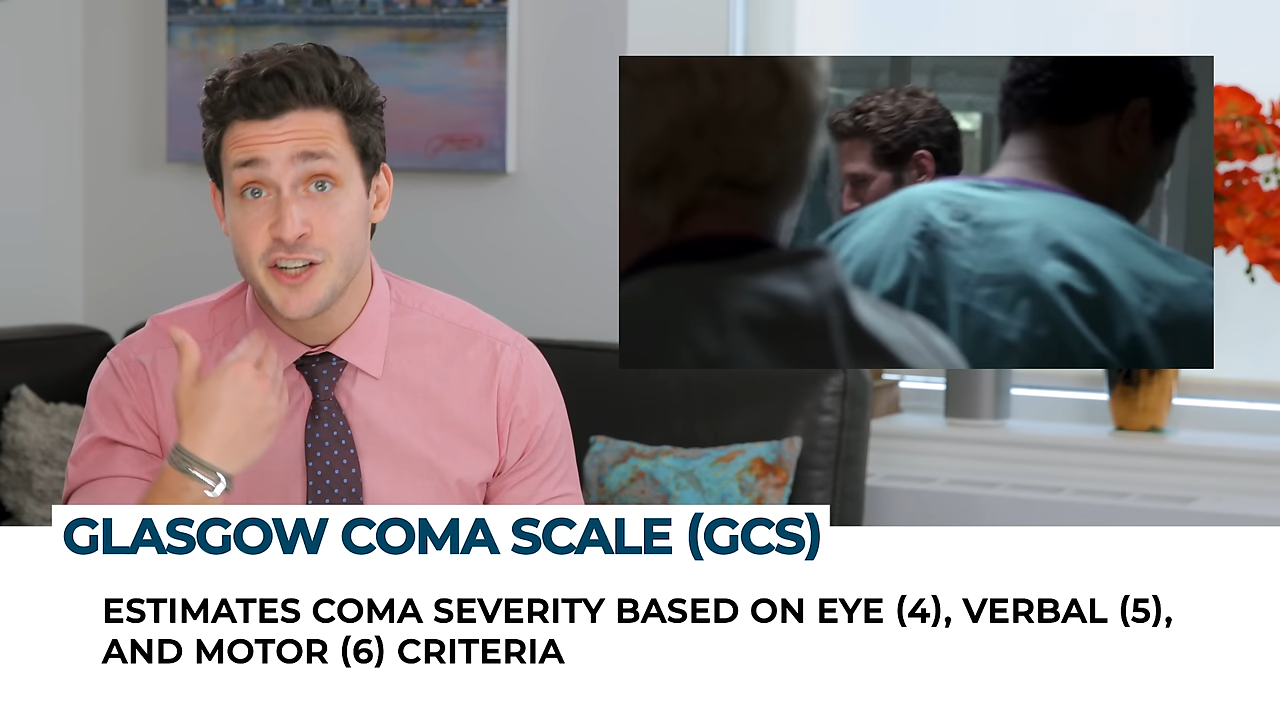 GLASGOW COMA SCALE (GCS)
ESTIMATES COMA SEVERITY BASED ON EYE (4), VERBAL (5),
AND MOTOR (6) CRITERIA